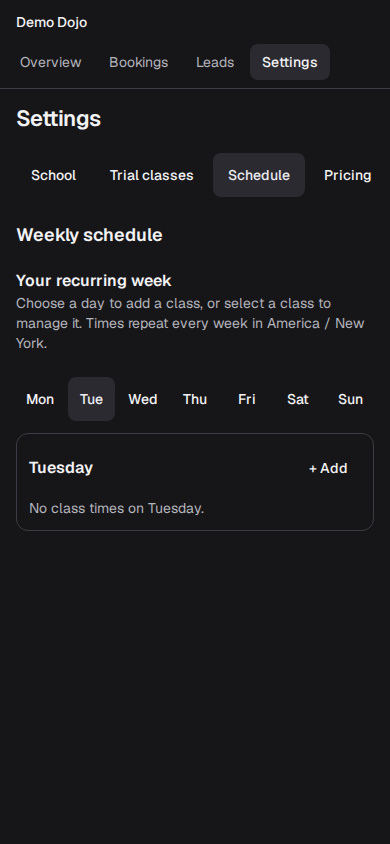 Demo Dojo
Overview Bookings Leads Settings
Settings
School Trial classes Schedule Pricing
Weekly schedule
Your recurring week
Choose a day to add a class, or select a class to
manage it. Times repeat every week in America / New
York.
Mon Tue Wed Thu Fri Sat Sun
Tuesday + Add
No class times on Tuesday.